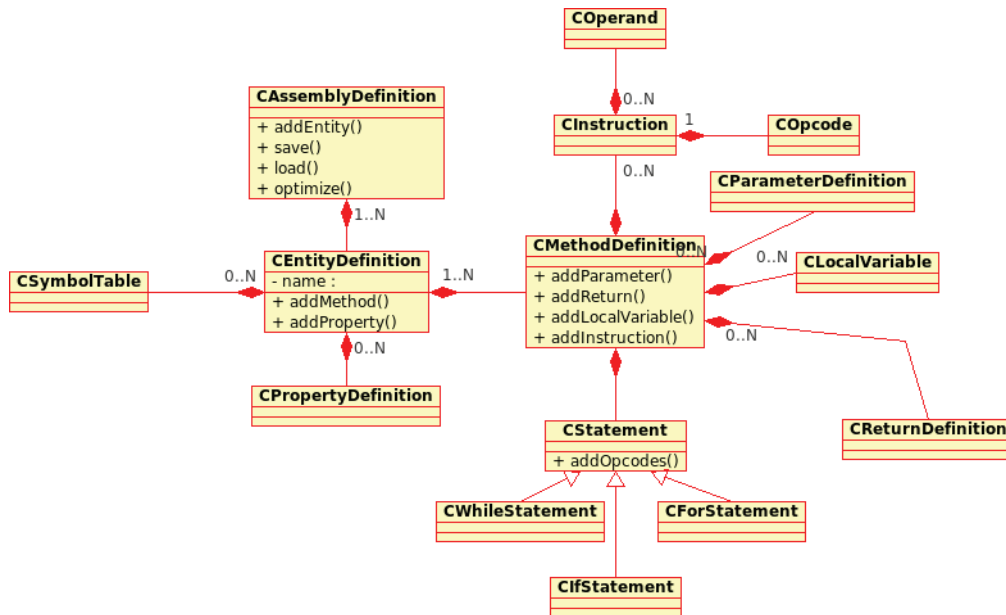 COperand
0..N
CAssemblyDefinition
+ addEntity()
+ save()
+ load()
+ optimize()
1..N
CInstruction
1
COpcode
0..N
CParameterDefinition
CMethodDefinition
0..N
+ addParameter()
+ addReturn()
+ addLocalVariable()
+ addInstruction()
0..N
CLocalVariable
0..N
CSymbolTable
0..N
CEntityDefinition
- name :
+ addMethod()
+ addProperty()
1..N
0..N
CPropertyDefinition
CStatement
+ addOpcodes()
CReturnDefinition
CWhileStatement
CForStatement
CIfStatement